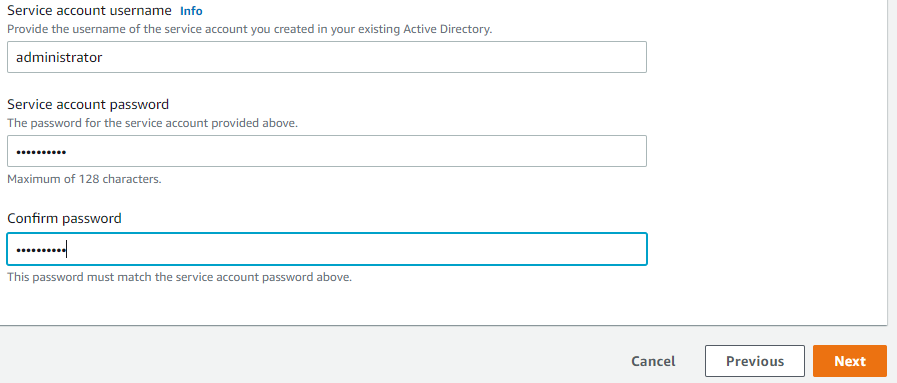 Service account username Info
Provide the username of the service account you created in your existing Active Directory.
administrator
Service account password
The password for the service account provided above.
••••••••••
Maximum of 128 characters.
Confirm password
••••••••••
This password must match the service account password above.
Cancel Previous Next